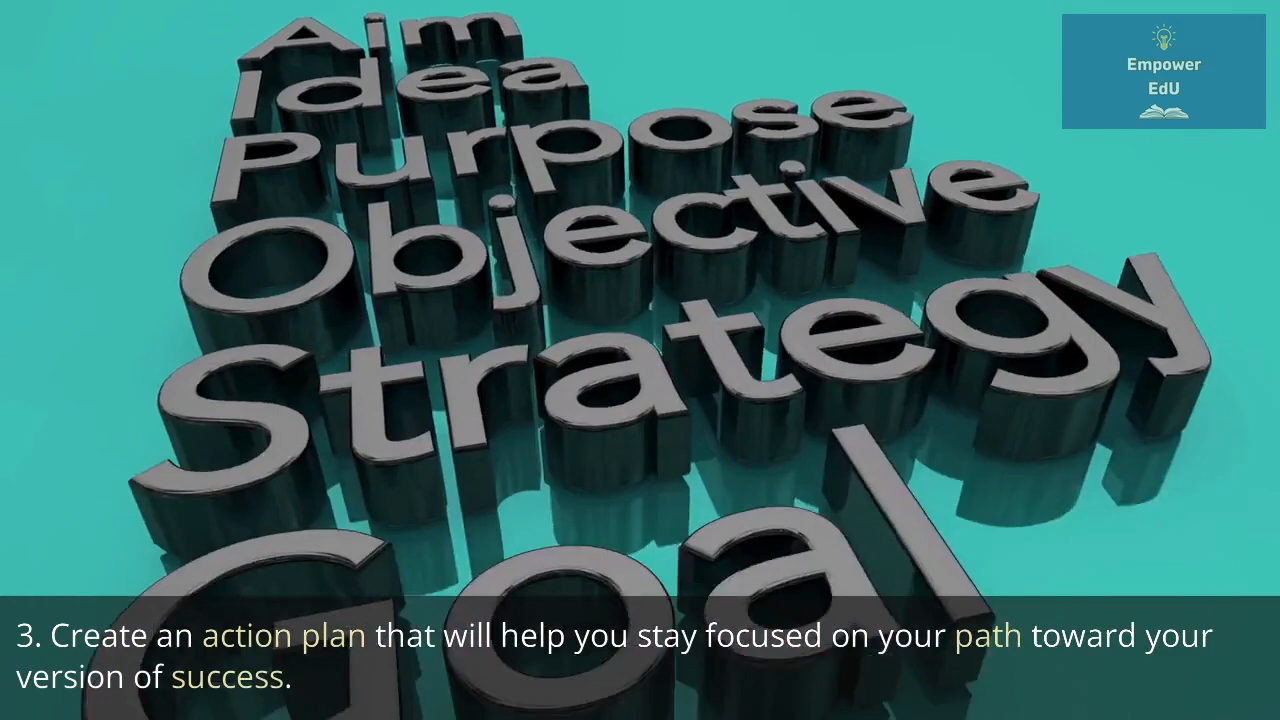 Aim
Idea
Purpose
Objective
Strategy
Goal
Empower
EdU
3. Create an action plan that will help you stay focused on your path toward your
version of success.